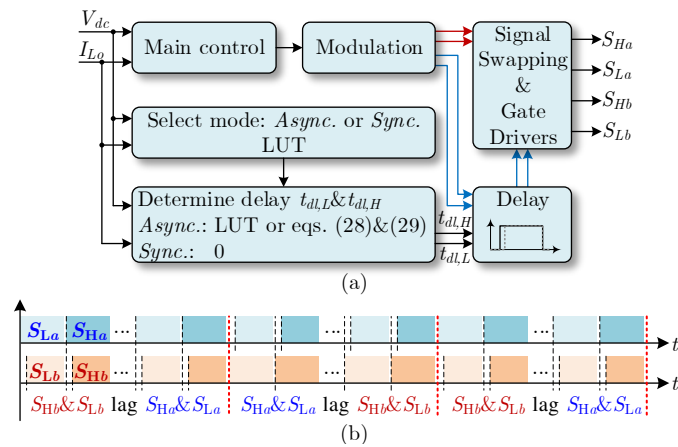 V_dc
I_Lo
Main control
Modulation
Signal
Swapping
&
Gate
Drivers
S_Ha
S_La
S_Hb
S_Lb
Select mode: Async. or Sync.
LUT
Determine delay t_dl,L&t_dl,H
Async.: LUT or eqs. (28)&(29)
Sync.: 0
t_dl,H
t_dl,L
Delay
(a)
S_La S_Ha ... ... ... t
S_Lb S_Hb ... ... ... t
S_Hb&S_Lb lag S_Ha&S_La S_Ha&S_La lag S_Hb&S_Lb S_Hb&S_Lb lag S_Ha&S_La
(b)